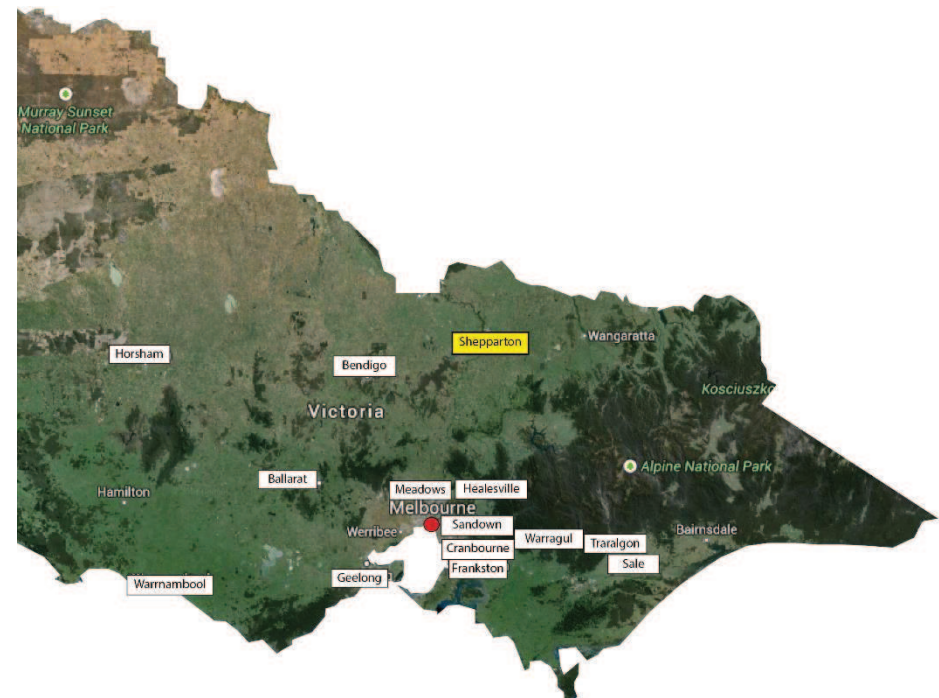 Murray Sunset
National Park
Shepparton
Wangaratta
Horsham
Bendigo
Kosciuszko
Victoria
Alpine National Park
Ballarat
Hamilton
Meadows
Healesville
Melbourne
Sandown
Werribee
Warragul
Bairnsdale
Cranbourne
Traralgon
Sale
Frankston
Geelong
Warrnambool